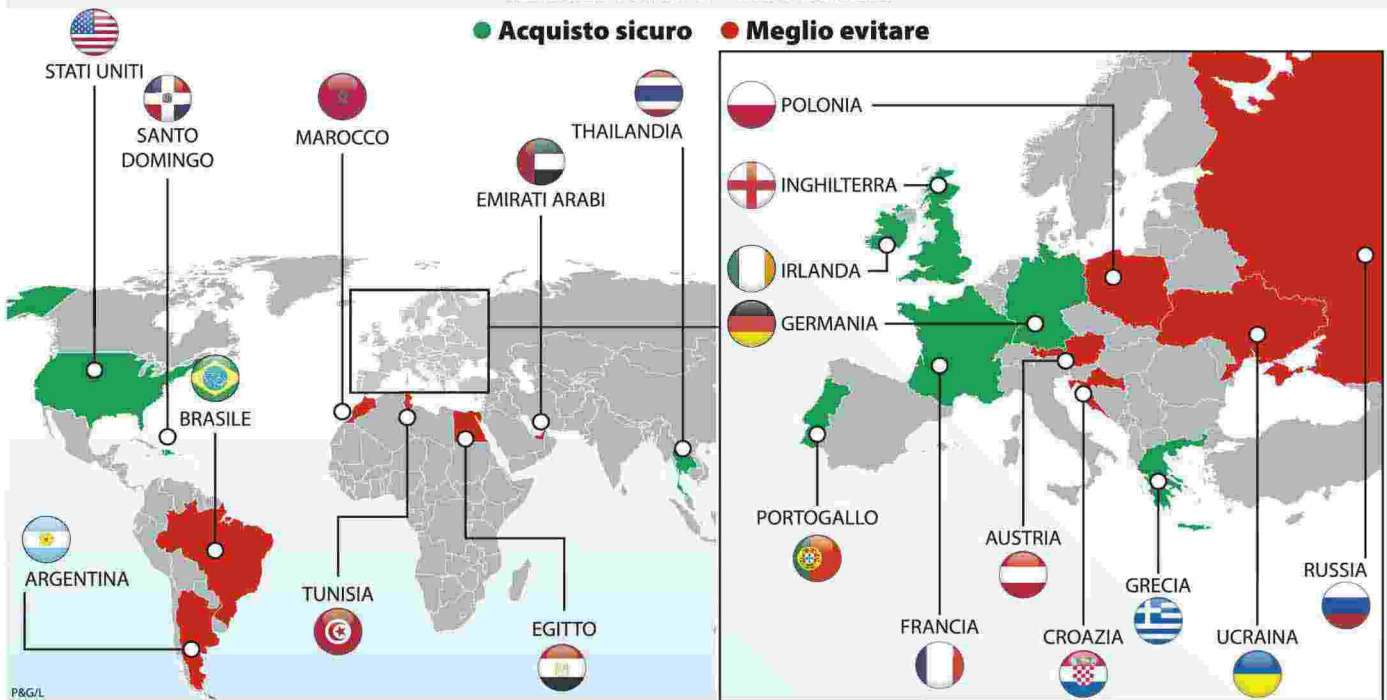 Acquisto sicuro
Meglio evitare
STATI UNITI
SANTO
DOMINGO
MAROCCO
THAILANDIA
EMIRATI ARABI
BRASILE
ARGENTINA
TUNISIA
EGITTO
POLONIA
INGHILTERRA
IRLANDA
GERMANIA
PORTOGALLO
AUSTRIA
GRECIA
RUSSIA
FRANCIA
CROAZIA
UCRAINA
P&G/L